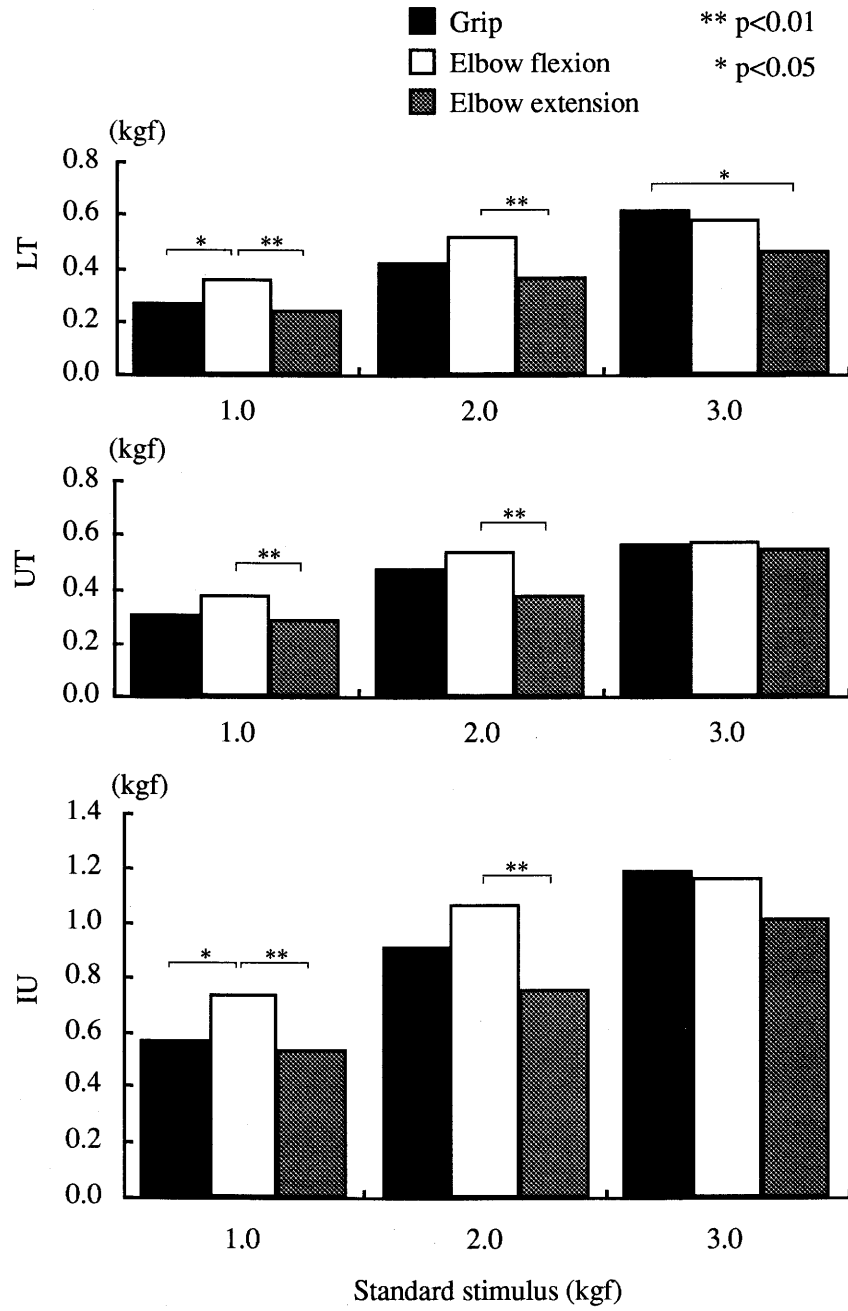 Grip ** p<0.01
Elbow flexion * p<0.05
Elbow extension
(kgf)
0.8
0.6
0.4
0.2
0.0
LT
* ** ** *
1.0 2.0 3.0
(kgf)
0.8
0.6
0.4
0.2
0.0
UT
** **
1.0 2.0 3.0
(kgf)
1.4
1.2
1.0
0.8
0.6
0.4
0.2
0.0
IU
* ** **
1.0 2.0 3.0
Standard stimulus (kgf)